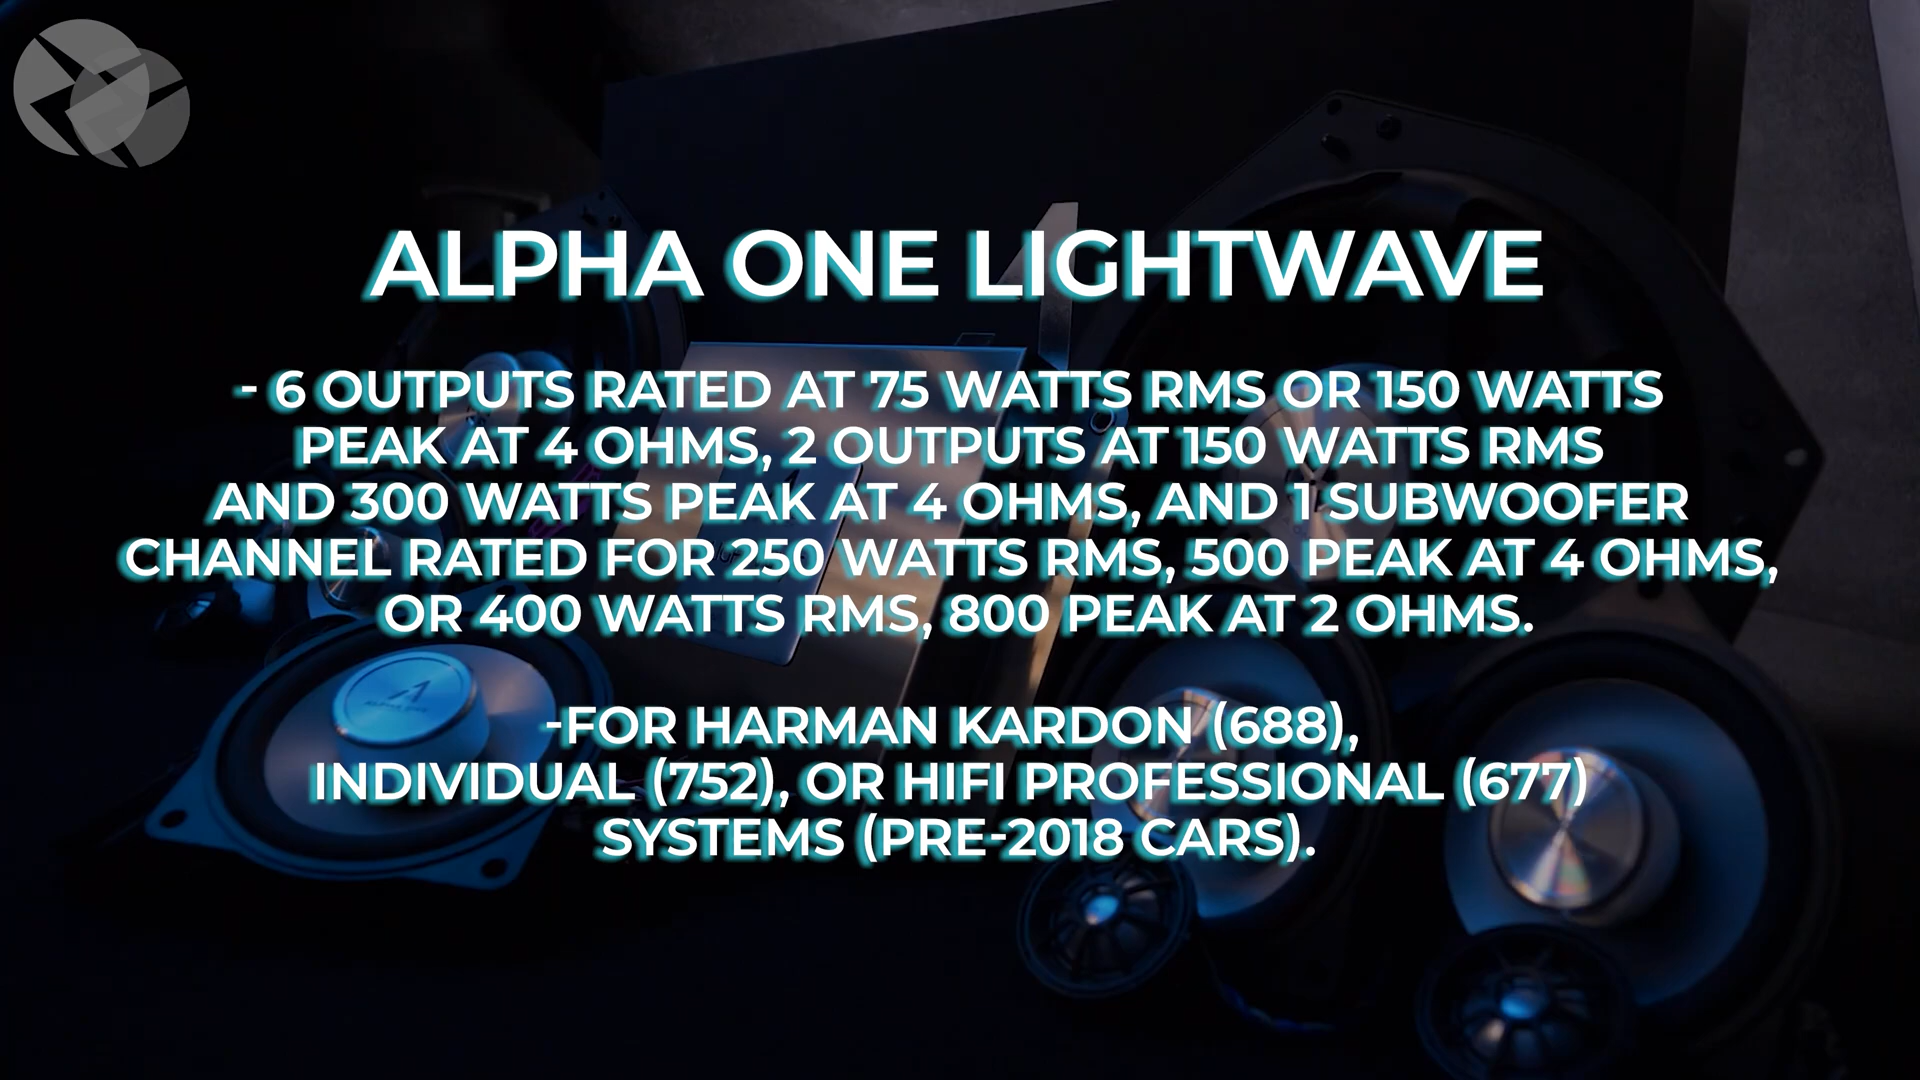 ALPHA ONE LIGHTWAVE
- 6 OUTPUTS RATED AT 75 WATTS RMS OR 150 WATTS
PEAK AT 4 OHMS, 2 OUTPUTS AT 150 WATTS RMS
AND 300 WATTS PEAK AT 4 OHMS, AND 1 SUBWOOFER
CHANNEL RATED FOR 250 WATTS RMS, 500 PEAK AT 4 OHMS,
OR 400 WATTS RMS, 800 PEAK AT 2 OHMS.
-FOR HARMAN KARDON (688),
INDIVIDUAL (752), OR HIFI PROFESSIONAL (677)
SYSTEMS (PRE-2018 CARS).